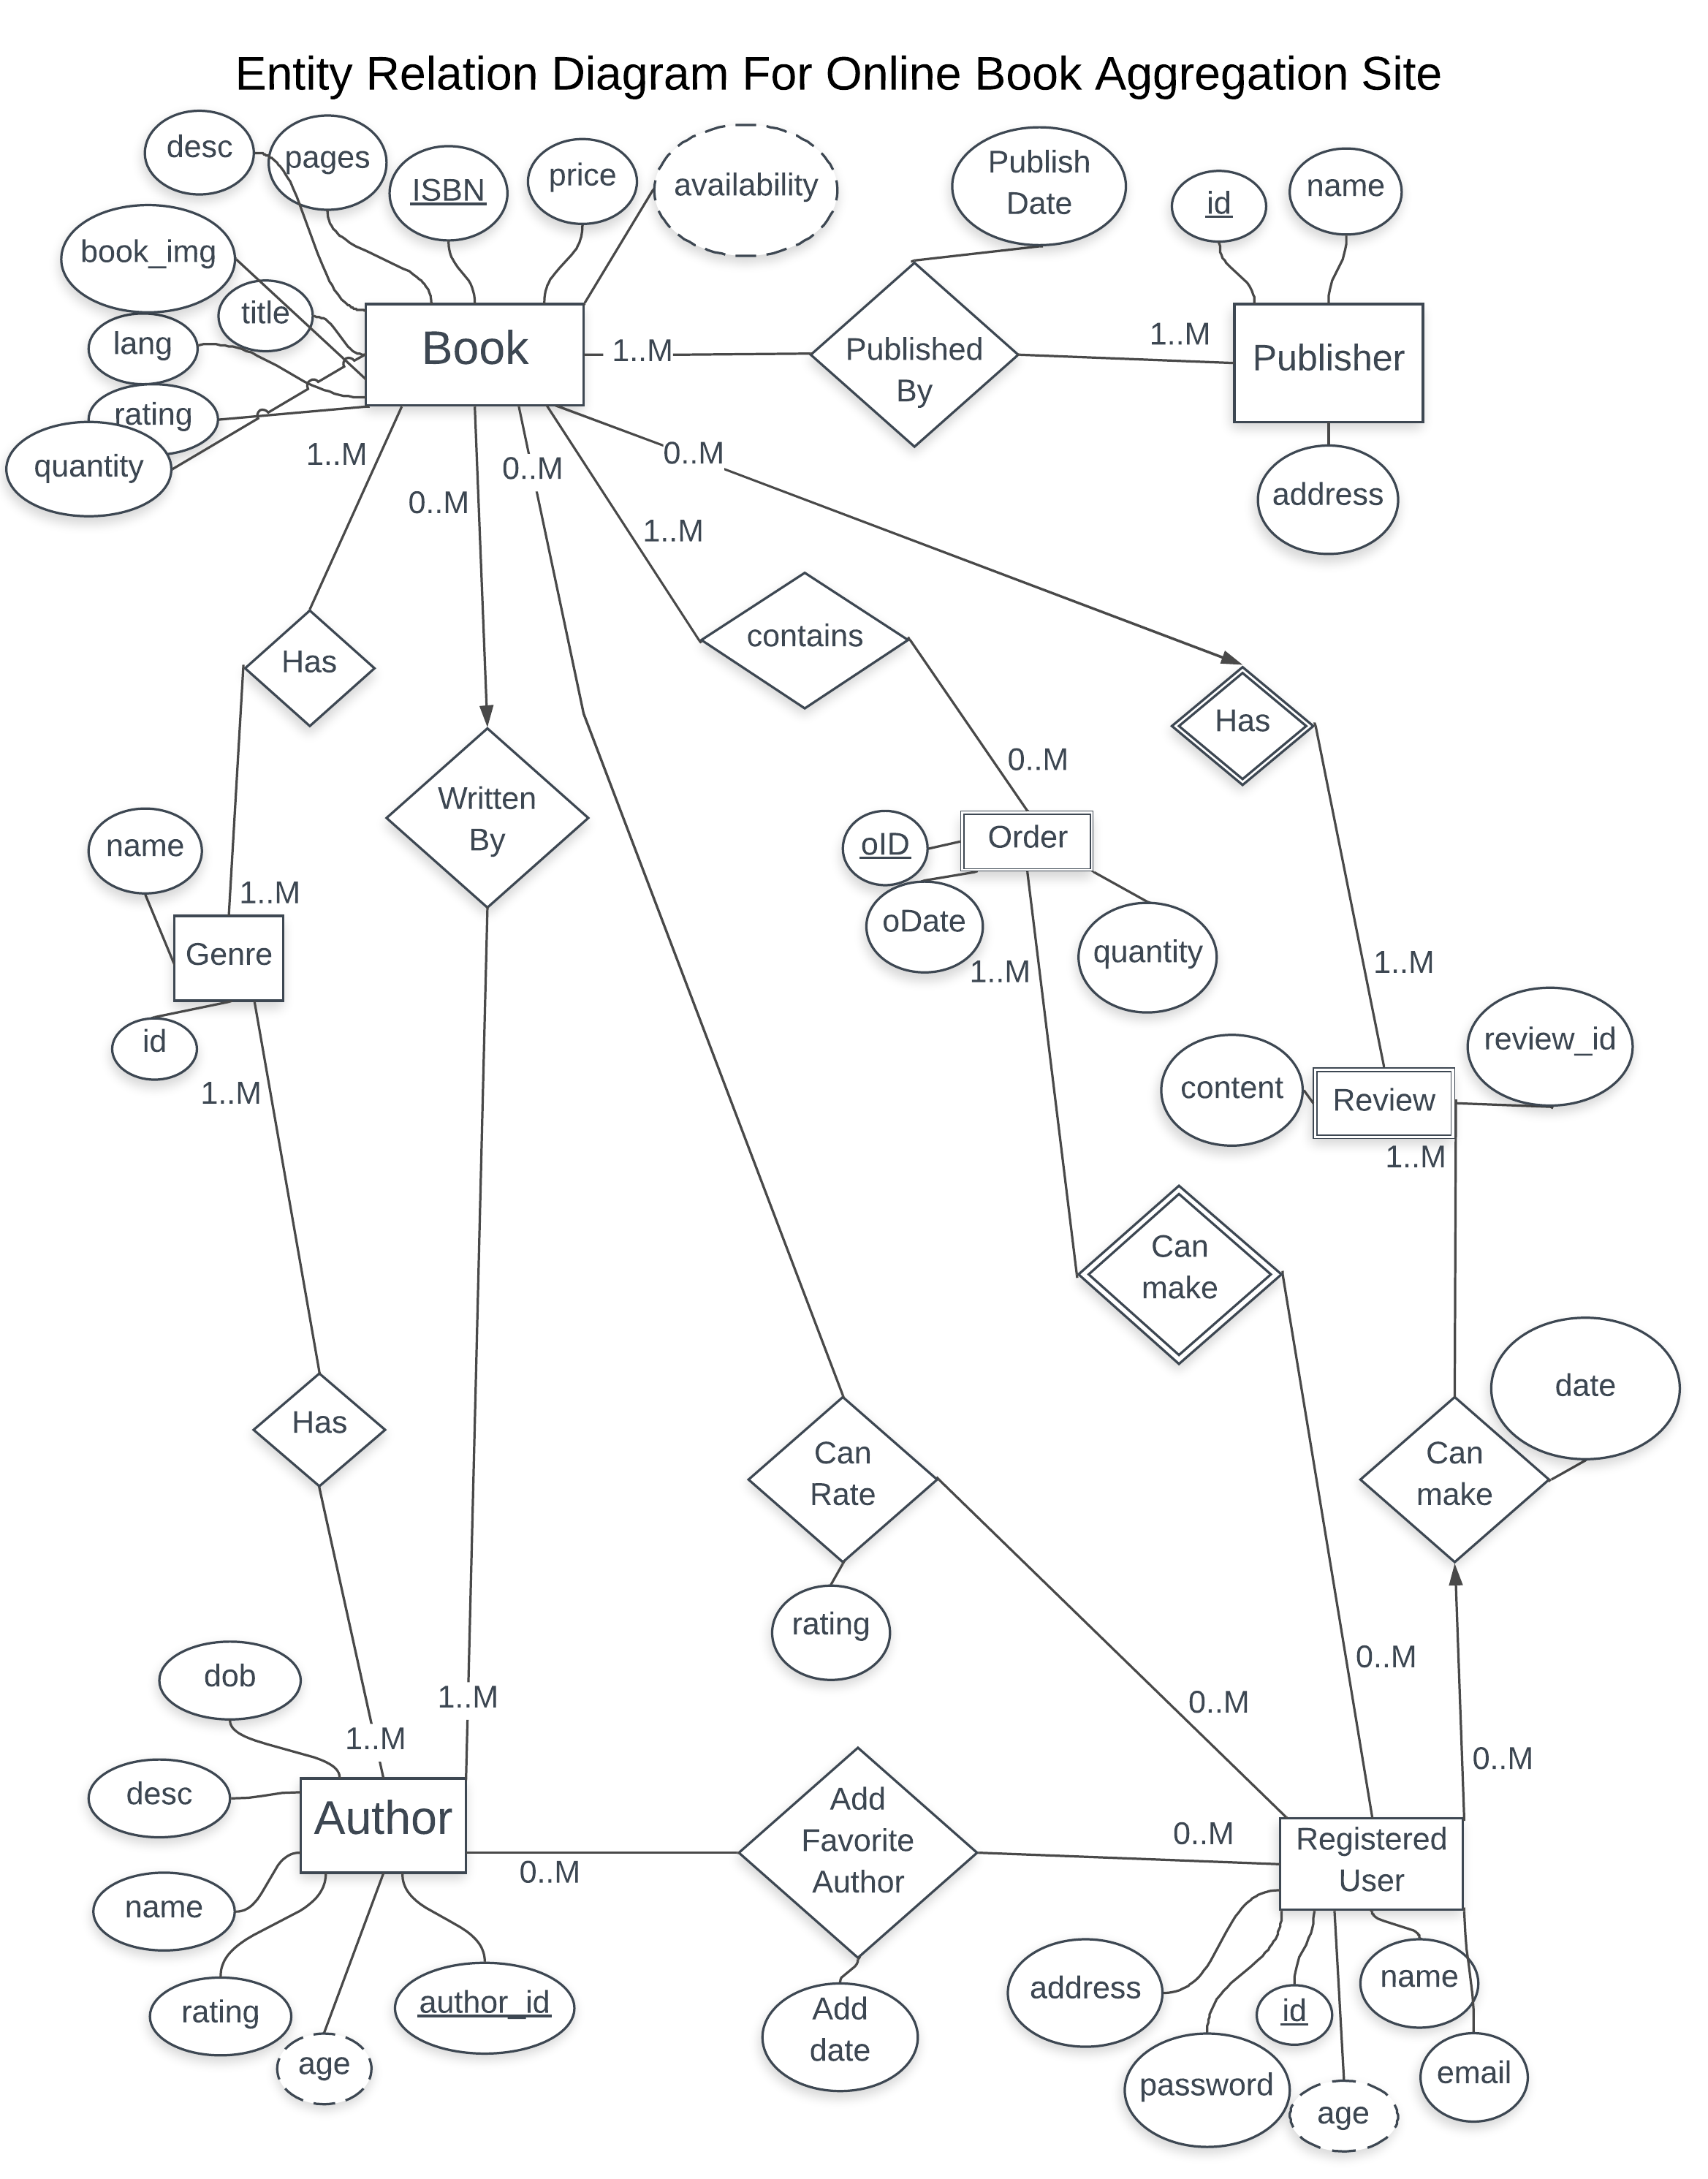 Entity Relation Diagram For Online Book Aggregation Site
desc
pages
ISBN
price
availability
Publish
Date
id
name
book_img
title
lang
rating
quantity
Book
1..M
Published
By
1..M
Publisher
address
1..M
0..M
0..M
1..M
0..M
Has
contains
Has
Written
By
0..M
name
1..M
Genre
id
1..M
oID
Order
oDate
quantity
1..M
1..M
review_id
content
Review
1..M
Can
make
date
Has
Can
Rate
Can
make
rating
0..M
0..M
0..M
dob
1..M
1..M
desc
Author
name
rating
age
author_id
0..M
Add
Favorite
Author
0..M
Add
date
Registered
User
address
id
name
password
age
email